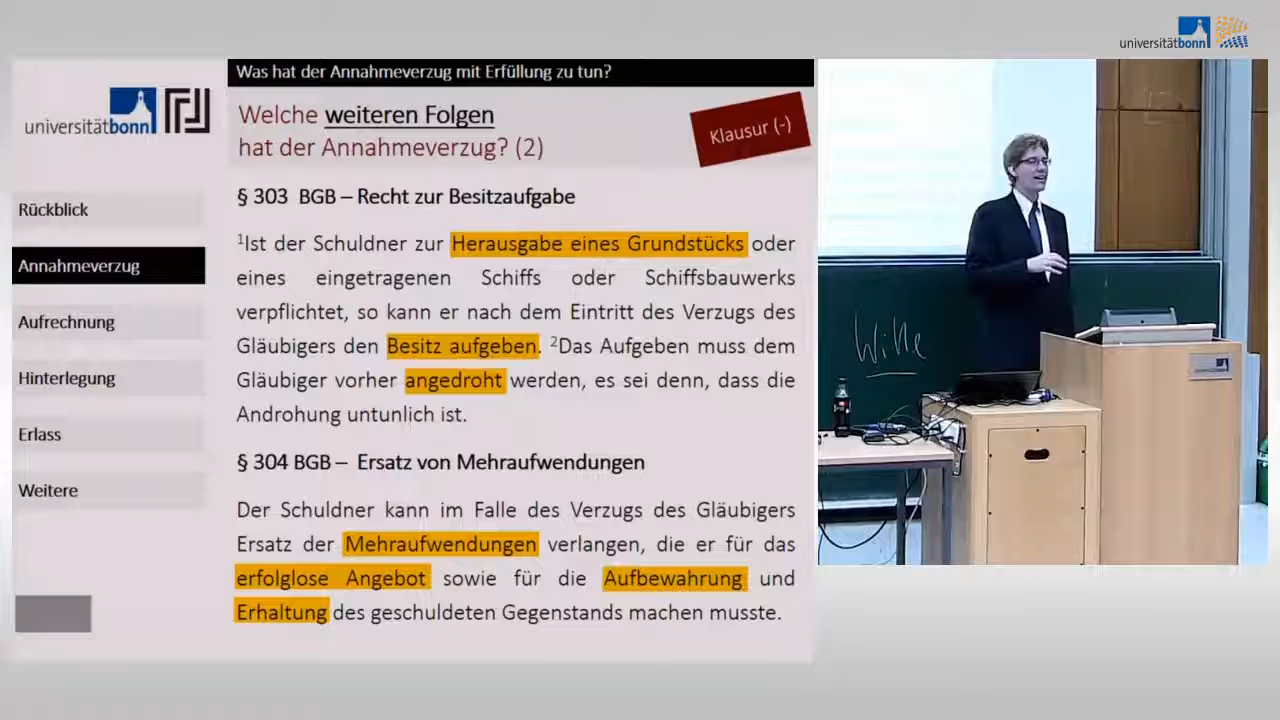 universitätbonn
Was hat der Annahmeverzug mit Erfüllung zu tun?
universitätbonn
Welche weiteren Folgen
hat der Annahmeverzug? (2)
Klausur (-)
Rückblick
Annahmeverzug
Aufrechnung
Hinterlegung
Erlass
Weitere
§ 303 BGB – Recht zur Besitzaufgabe
¹Ist der Schuldner zur Herausgabe eines Grundstücks oder
eines eingetragenen Schiffs oder Schiffsbauwerks
verpflichtet, so kann er nach dem Eintritt des Verzugs des
Gläubigers den Besitz aufgeben. ²Das Aufgeben muss dem
Gläubiger vorher angedroht werden, es sei denn, dass die
Androhung untunlich ist.
§ 304 BGB – Ersatz von Mehraufwendungen
Der Schuldner kann im Falle des Verzugs des Gläubigers
Ersatz der Mehraufwendungen verlangen, die er für das
erfolglose Angebot sowie für die Aufbewahrung und
Erhaltung des geschuldeten Gegenstands machen musste.
Wille